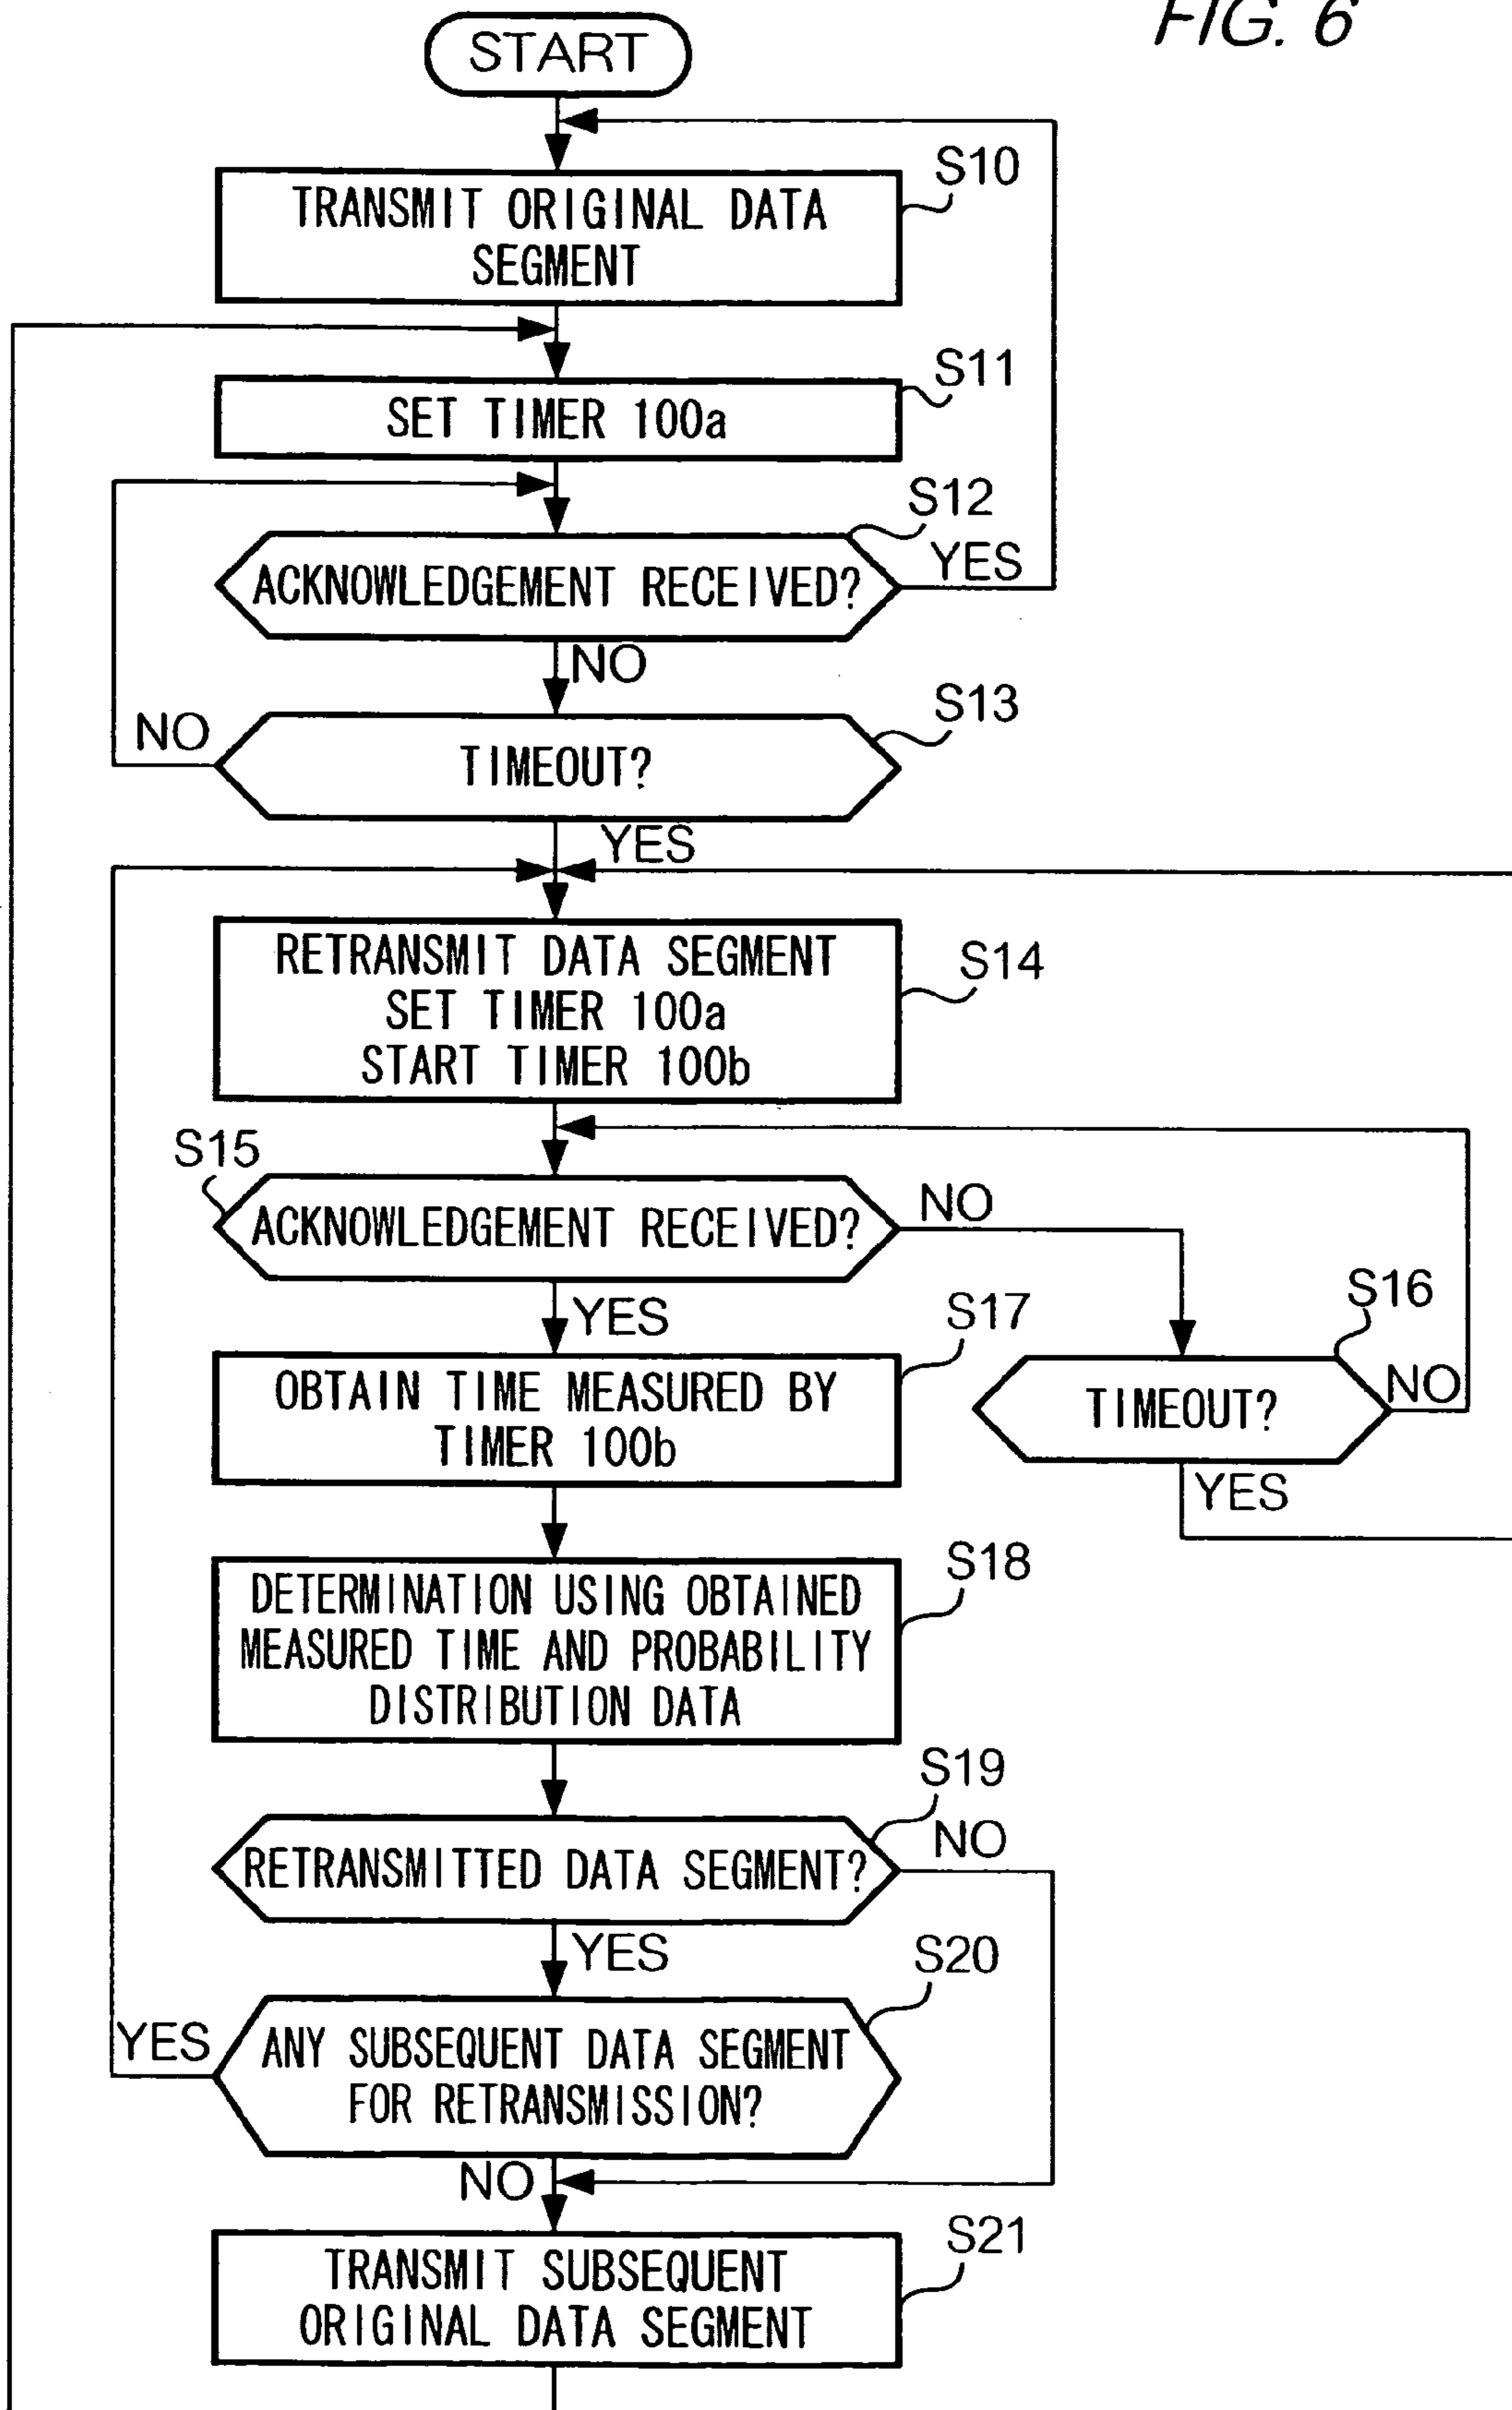 FIG. 6
START
S10
TRANSMIT ORIGINAL DATA
SEGMENT
S11
SET TIMER 100a
S12
ACKNOWLEDGEMENT RECEIVED?
YES
NO
S13
NO
TIMEOUT?
YES
RETRANSMIT DATA SEGMENT
SET TIMER 100a
START TIMER 100b
S14
S15
ACKNOWLEDGEMENT RECEIVED?
NO
YES
S16
TIMEOUT?
NO
YES
S17
OBTAIN TIME MEASURED BY
TIMER 100b
S18
DETERMINATION USING OBTAINED
MEASURED TIME AND PROBABILITY
DISTRIBUTION DATA
S19
RETRANSMITTED DATA SEGMENT?
NO
YES
S20
YES
ANY SUBSEQUENT DATA SEGMENT
FOR RETRANSMISSION?
NO
S21
TRANSMIT SUBSEQUENT
ORIGINAL DATA SEGMENT